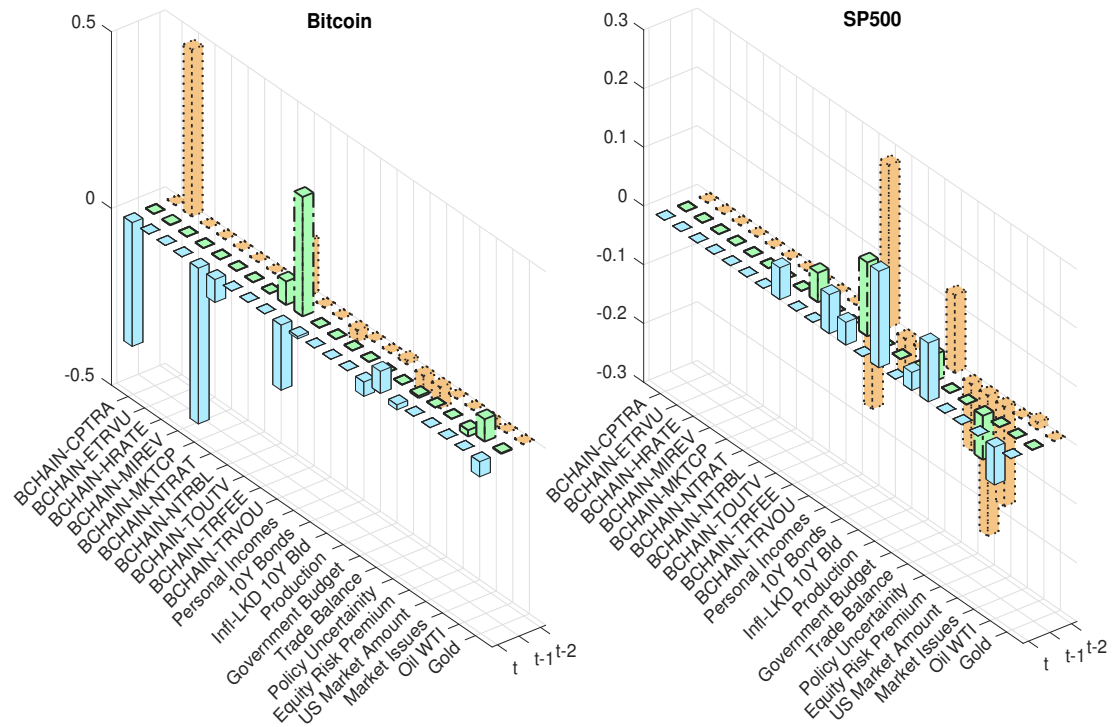 Bitcoin
0.5
0
-0.5
BCHAIN-CPTRA
BCHAIN-ETRVU
BCHAIN-HRATE
BCHAIN-MIREV
BCHAIN-MKTCP
BCHAIN-NTRAT
BCHAIN-NTRBL
BCHAIN-TOUTV
BCHAIN-TRFEE
BCHAIN-TRVOU
Personal Incomes
10Y Bonds
Infl-LKD 10Y Bld
Production
Government Budget
Trade Balance
Policy Uncertainity
Equity Risk Premium
US Market Amount
Market Issues
Oil WTI
Gold
t
t-1
t-2
SP500
0.3
0.2
0.1
0
-0.1
-0.2
-0.3
BCHAIN-CPTRA
BCHAIN-ETRVU
BCHAIN-HRATE
BCHAIN-MIREV
BCHAIN-MKTCP
BCHAIN-NTRAT
BCHAIN-NTRBL
BCHAIN-TOUTV
BCHAIN-TRFEE
BCHAIN-TRVOU
Personal Incomes
10Y Bonds
Infl-LKD 10Y Bld
Production
Government Budget
Trade Balance
Policy Uncertainity
Equity Risk Premium
US Market Amount
Market Issues
Oil WTI
Gold
t
t-1
t-2